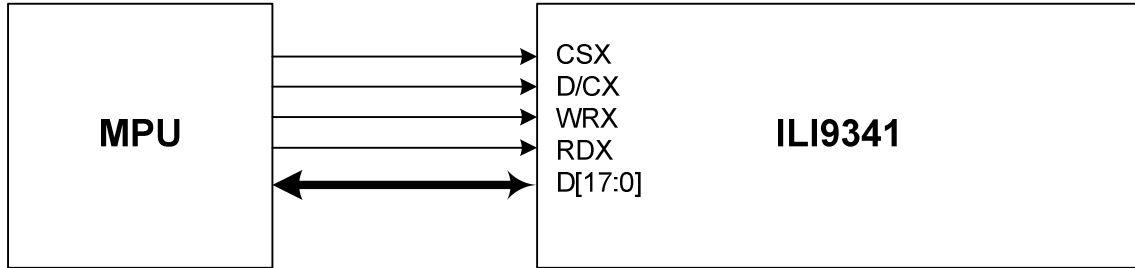 MPU
CSX
D/CX
WRX
RDX
D[17:0]
ILI9341